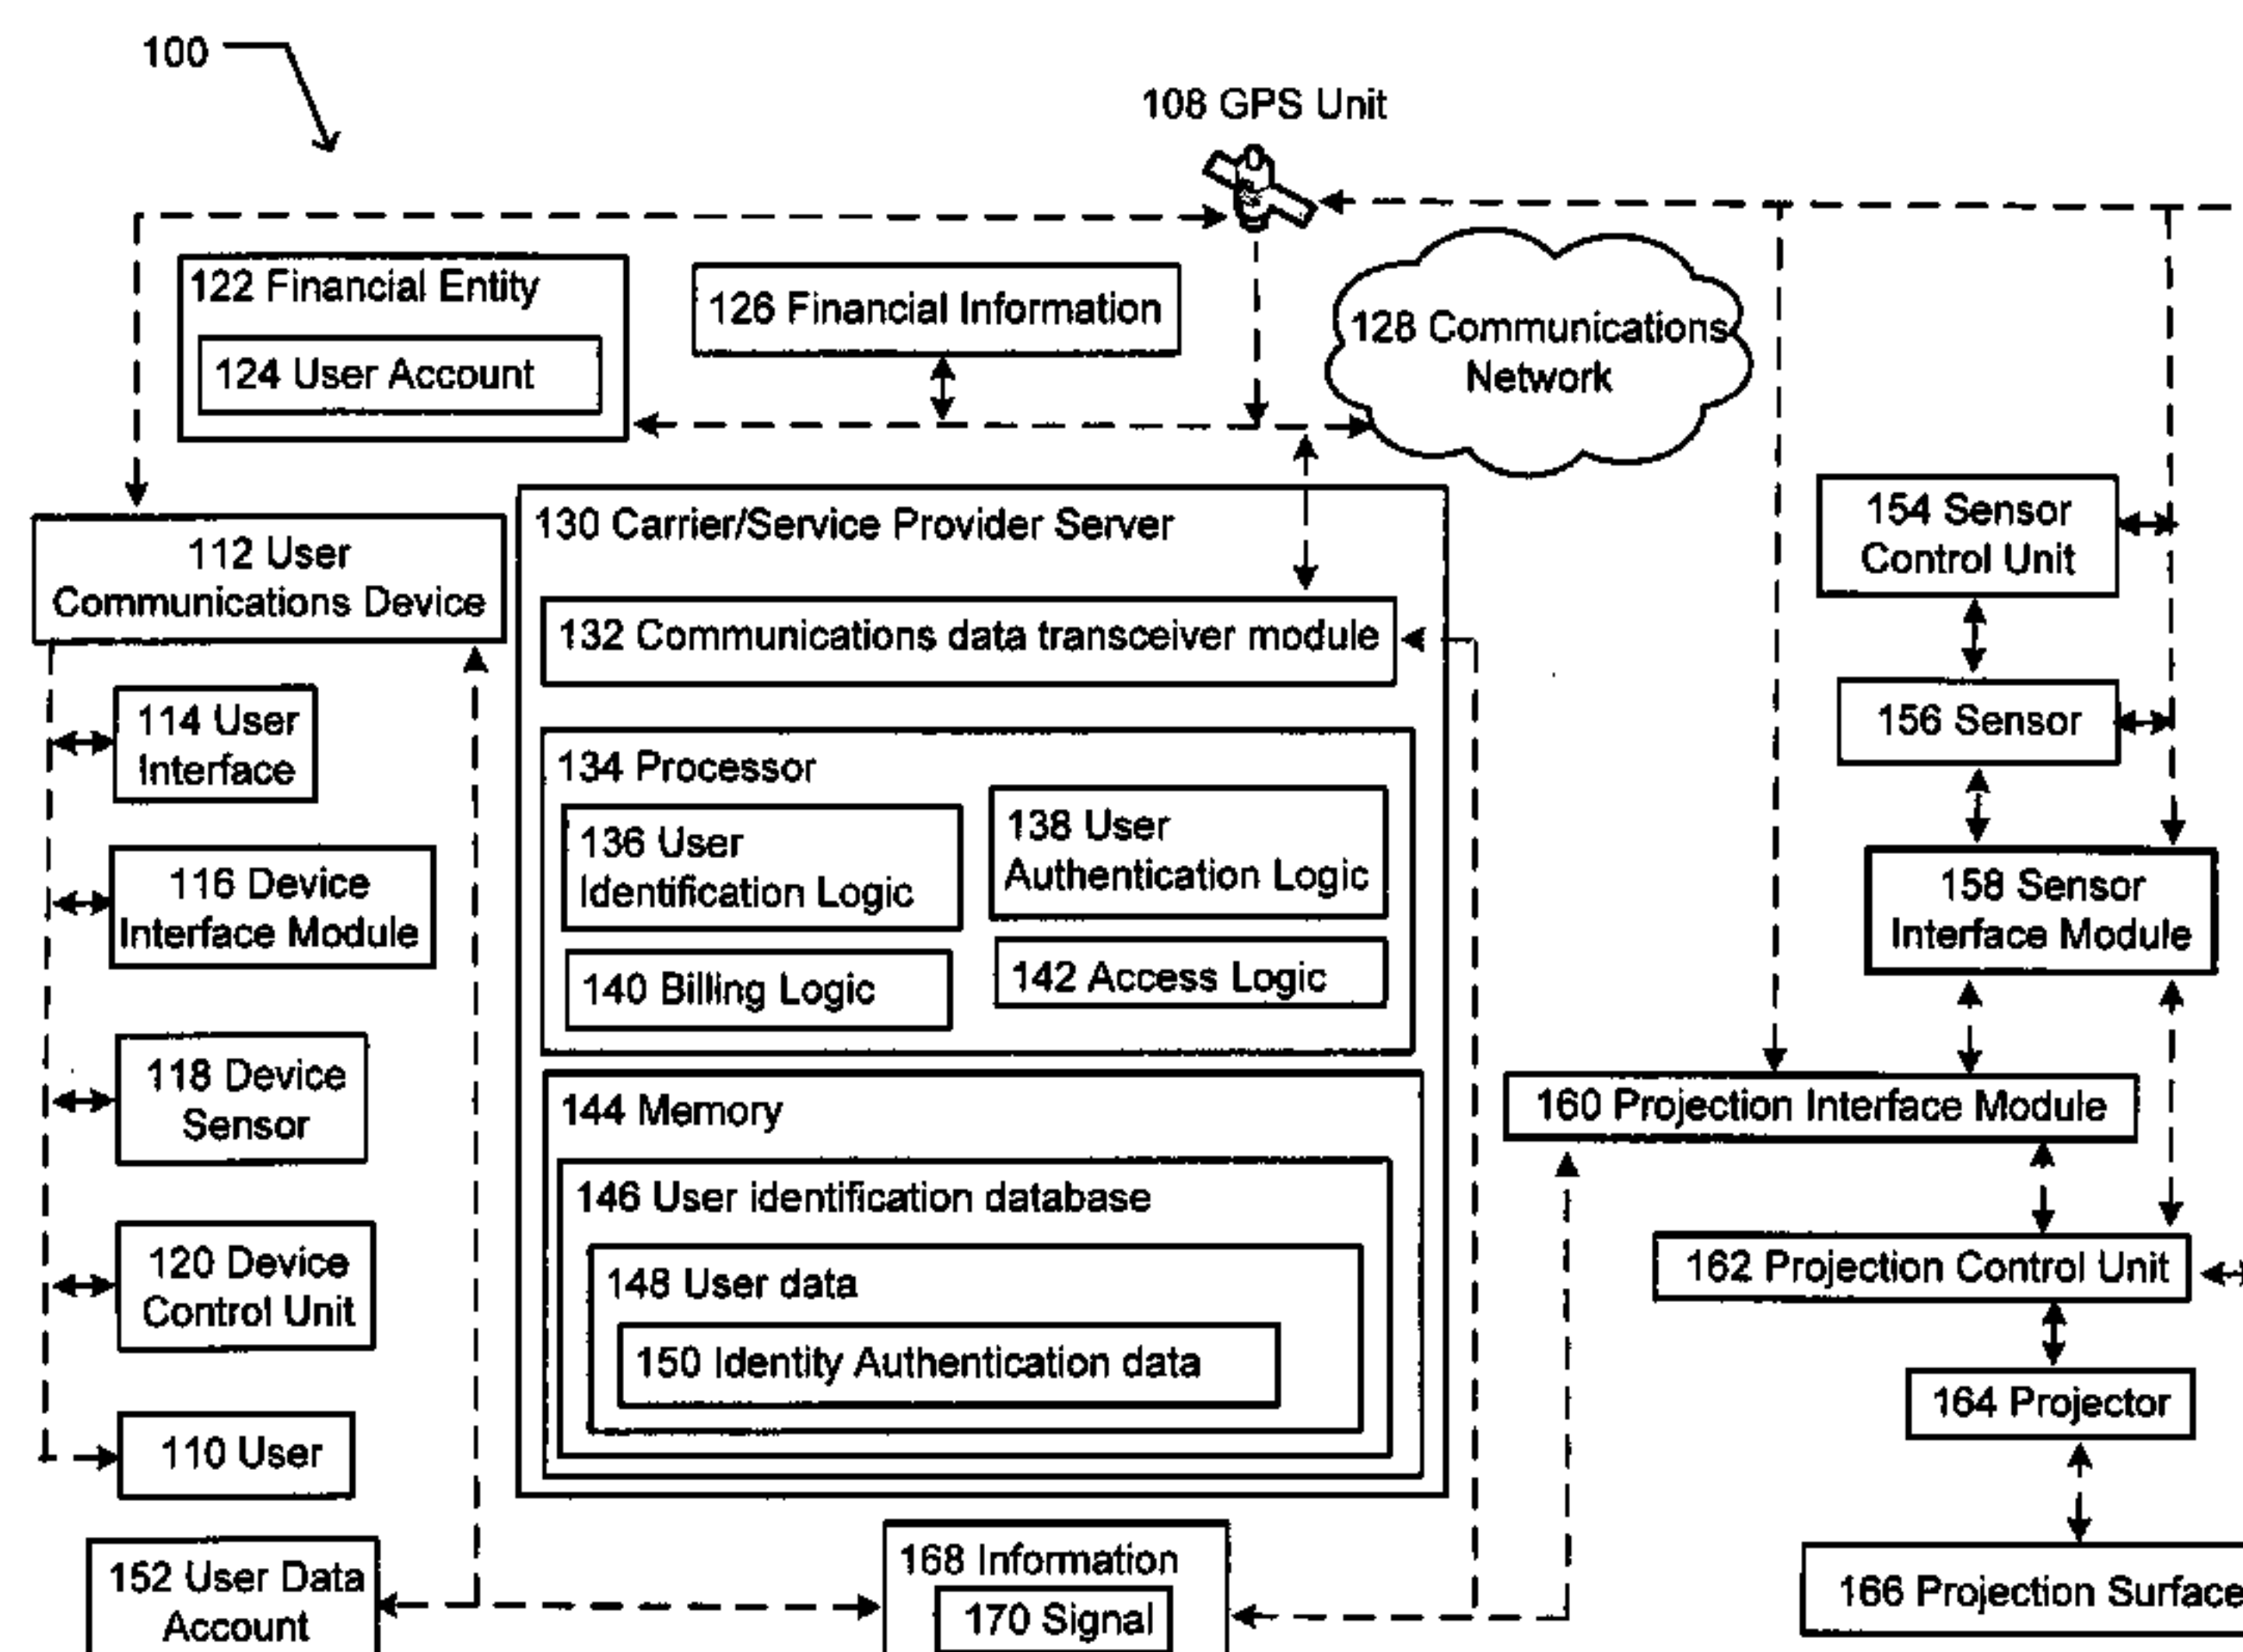 100
108 GPS Unit
122 Financial Entity
124 User Account
126 Financial Information
128 Communications
Network
112 User
Communications Device
114 User
Interface
116 Device
Interface Module
118 Device
Sensor
120 Device
Control Unit
110 User
152 User Data
Account
130 Carrier/Service Provider Server
132 Communications data transceiver module
134 Processor
136 User
Identification Logic
138 User
Authentication Logic
140 Billing Logic
142 Access Logic
144 Memory
146 User identification database
148 User data
150 Identity Authentication data
168 Information
170 Signal
154 Sensor
Control Unit
156 Sensor
158 Sensor
Interface Module
160 Projection Interface Module
162 Projection Control Unit
164 Projector
166 Projection Surface